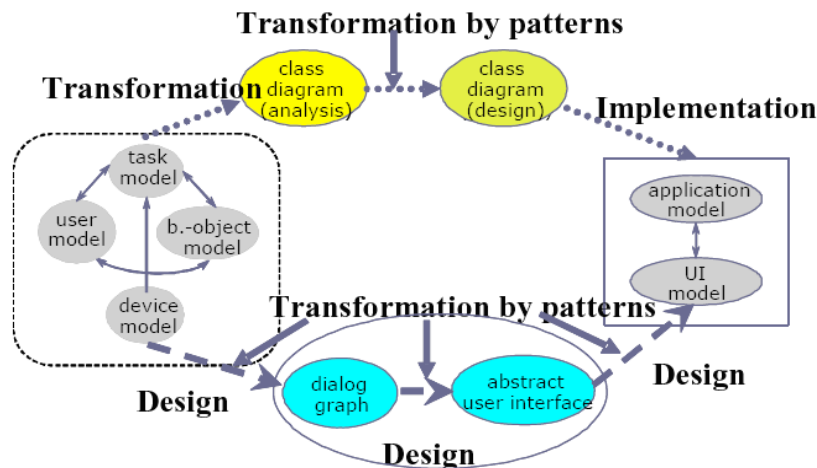 Transformation by patterns
Transformation
class
diagram
(analysis)
class
diagram
(design)
Implementation
task
model
user
model
b.-object
model
device
model
application
model
UI
model
Transformation by patterns
Design
dialog
graph
abstract
user interface
Design
Design